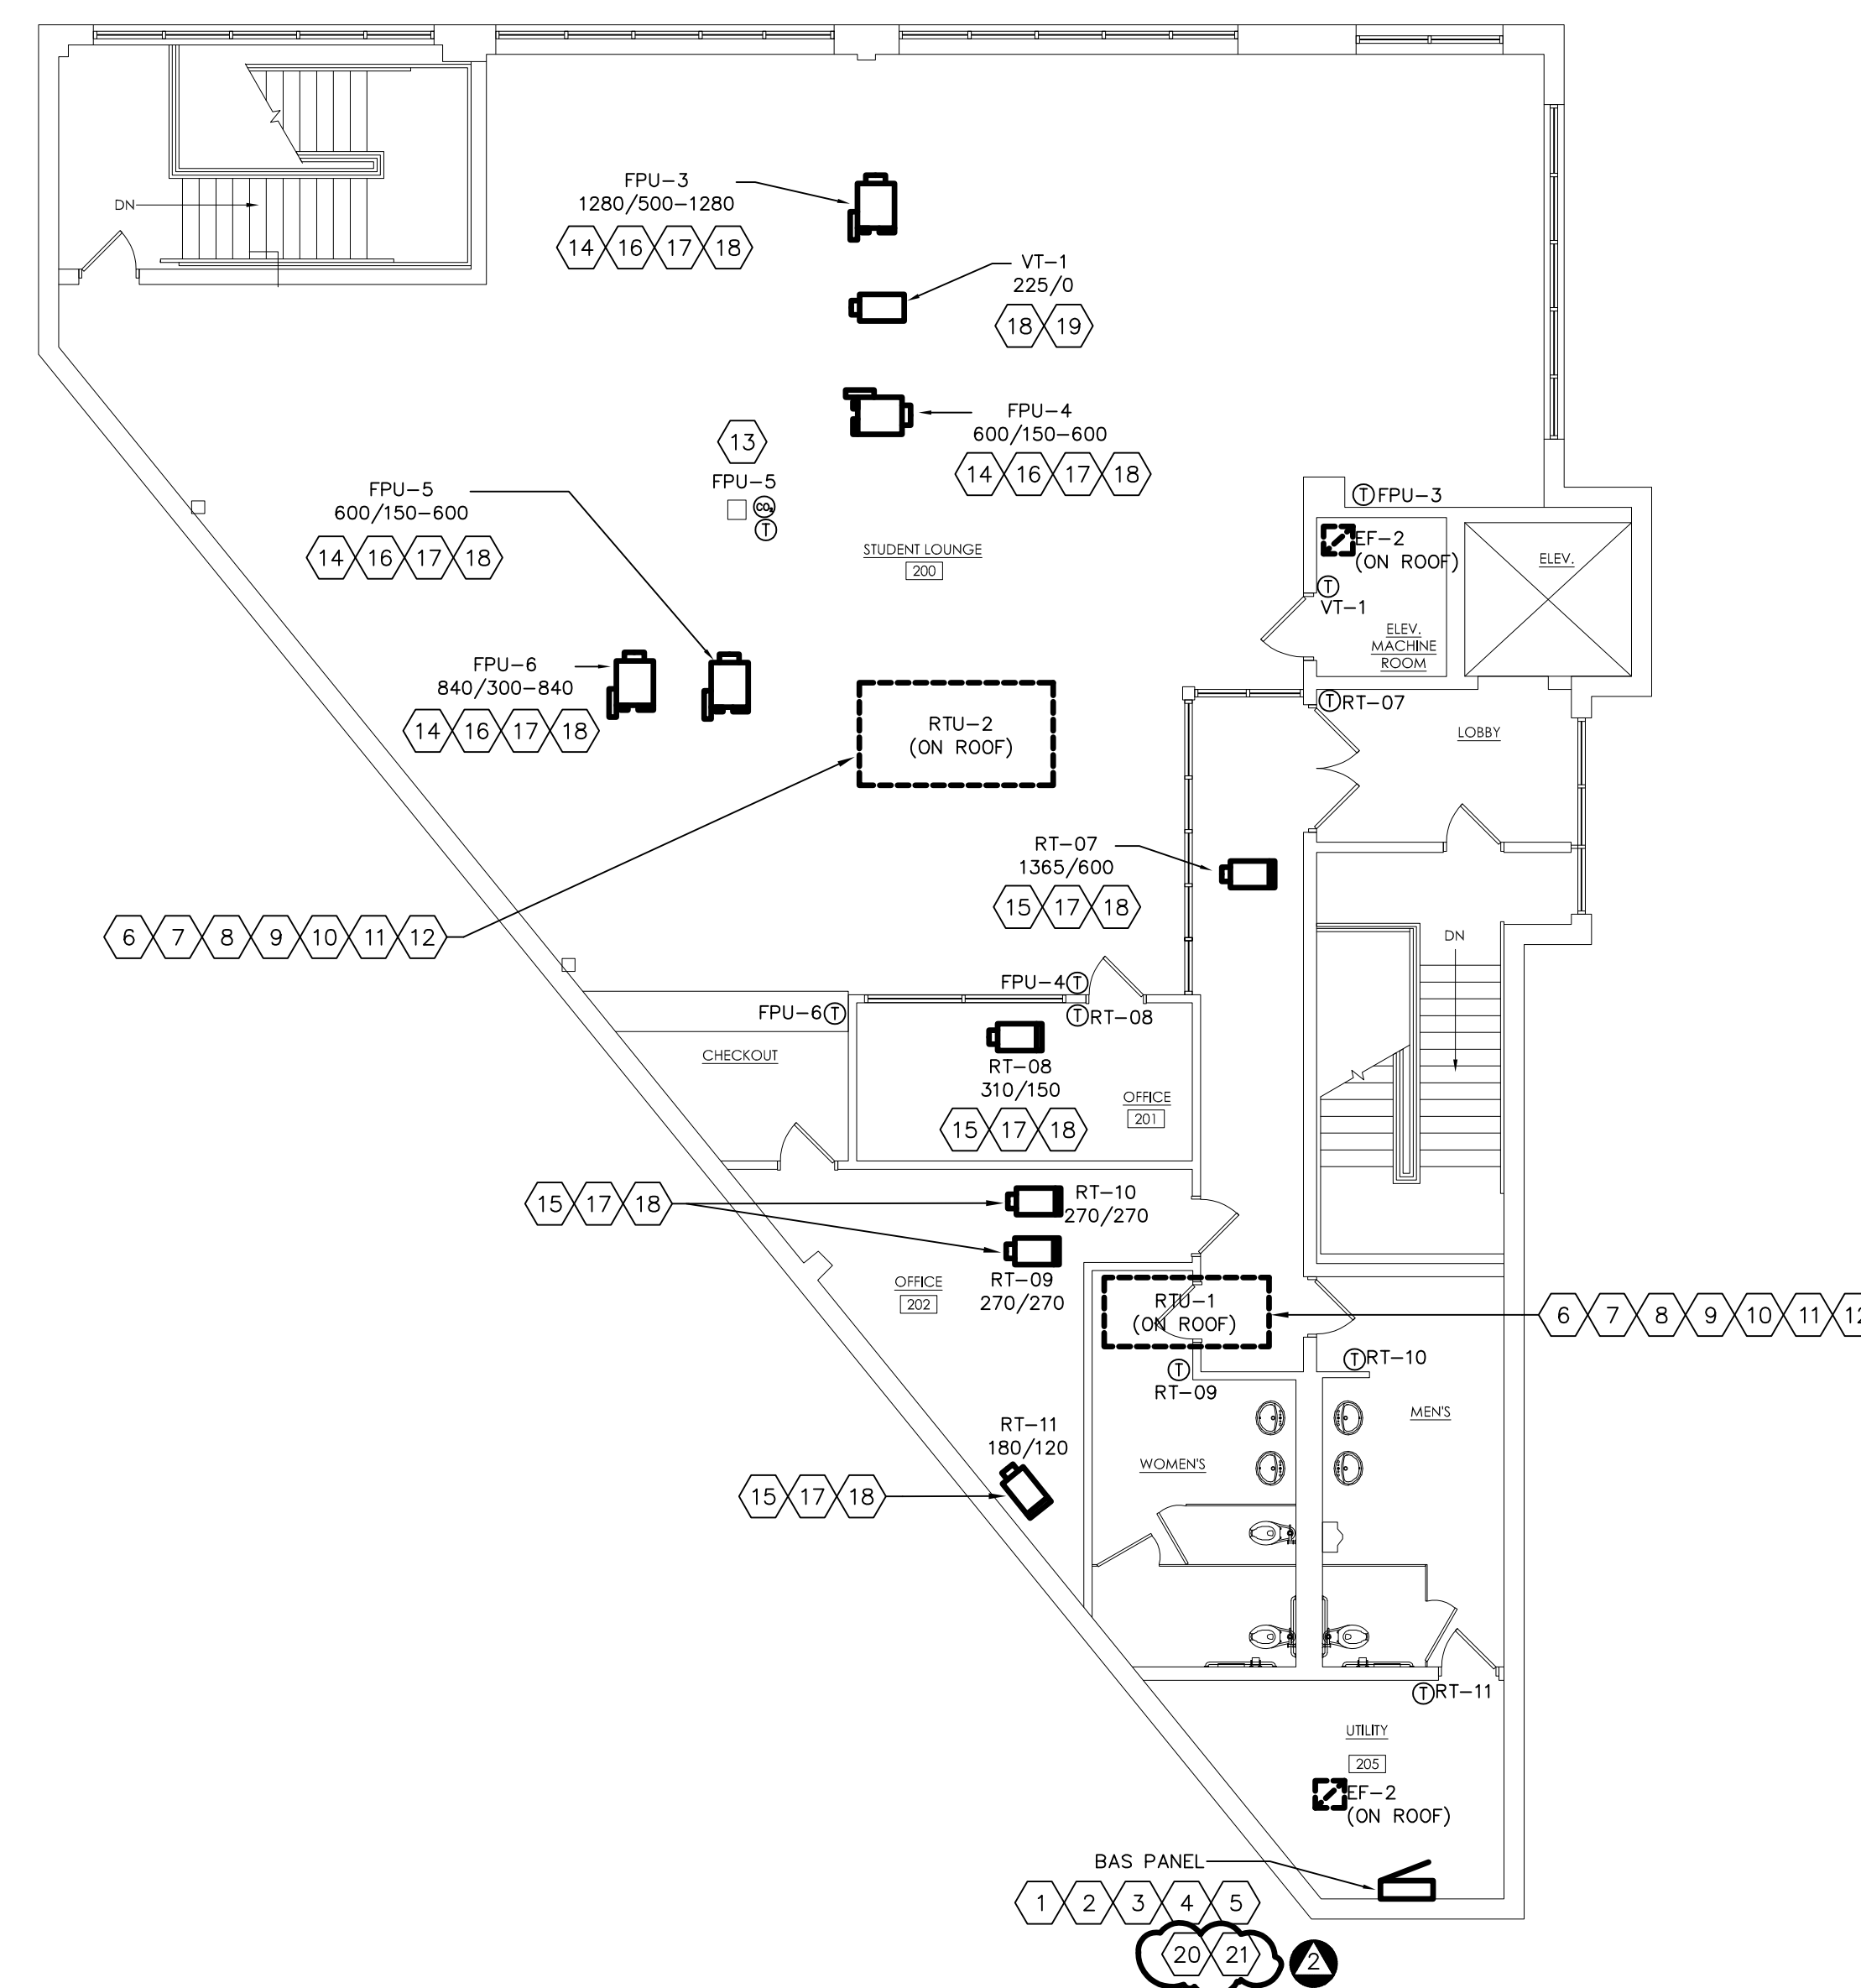 FPU-3
1280/500-1280
14 16 17 18
DN
VT-1
225/0
18 19
FPU-4
600/150-600
14 16 17 18
13
FPU-5
CO₂
T
FPU-5
600/150-600
14 16 17 18
T FPU-3
EF-2
(ON ROOF)
ELEV.
STUDENT LOUNGE
200
T
VT-1
ELEV.
MACHINE
ROOM
FPU-6
840/300-840
14 16 17 18
RTU-2
(ON ROOF)
T RT-07
LOBBY
RT-07
1365/600
15 17 18
6 7 8 9 10 11 12
DN
FPU-4 T
FPU-6 T
T RT-08
CHECKOUT
RT-08
310/150
15 17 18
OFFICE
201
15 17 18
RT-10
270/270
RT-09
270/270
OFFICE
202
RTU-1
(ON ROOF)
6 7 8 9 10 11 12
T RT-10
T
RT-09
RT-11
180/120
MEN'S
WOMEN'S
15 17 18
T RT-11
UTILITY
205
EF-2
(ON ROOF)
BAS PANEL
1 2 3 4 5
20 21
2